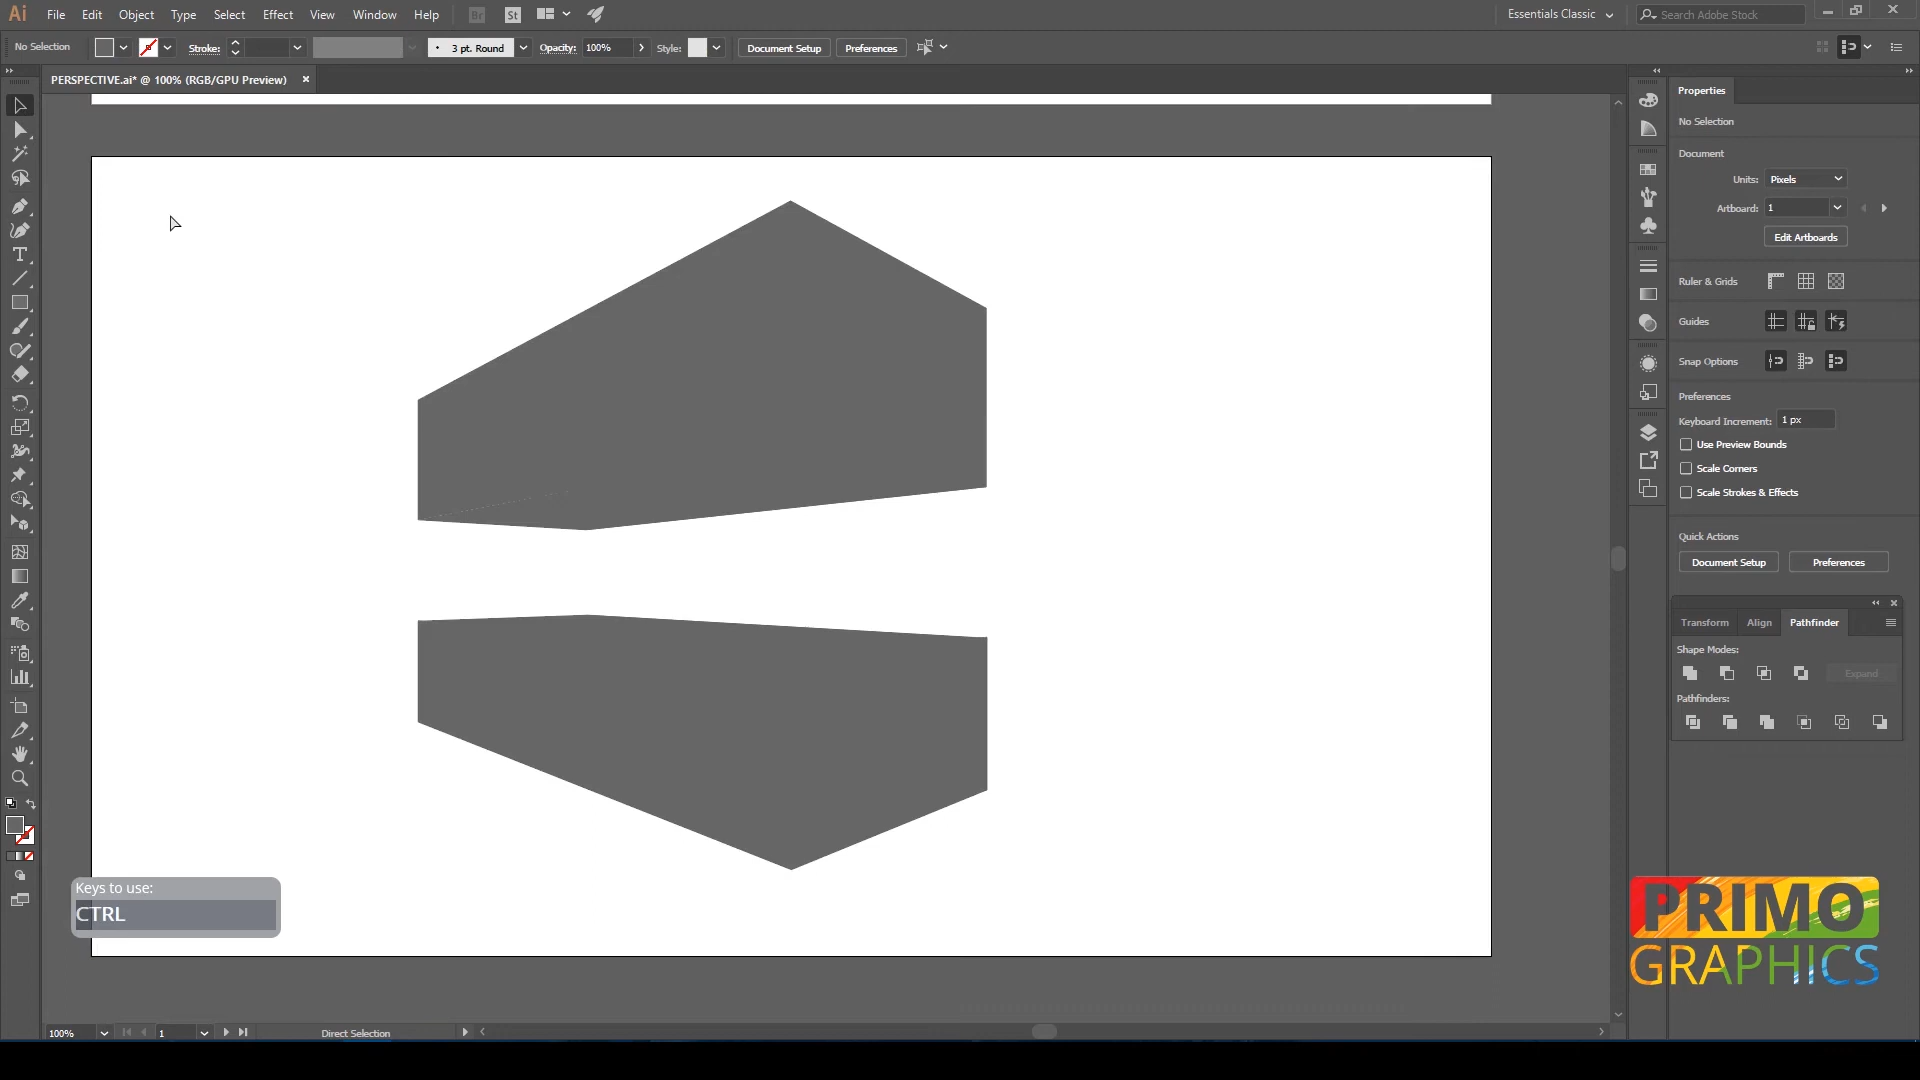 Ai File Edit Object Type Select Effect View Window Help Br St Essentials Classic Search Adobe Stock
No Selection Stroke: 3 pt. Round Opacity: 100% Style: Document Setup Preferences
PERSPECTIVE.ai* @ 100% (RGB/GPU Preview)
Properties
No Selection
Document
Units: Pixels
Artboard: 1
Edit Artboards
Ruler & Grids
Guides
Snap Options
Preferences
Keyboard Increment: 1 px
Use Preview Bounds
Scale Corners
Scale Strokes & Effects
Quick Actions
Document Setup Preferences
Transform Align Pathfinder
Shape Modes:
Expand
Pathfinders:
Keys to use:
CTRL
PRIMO
GRAPHICS
100% 1 Direct Selection